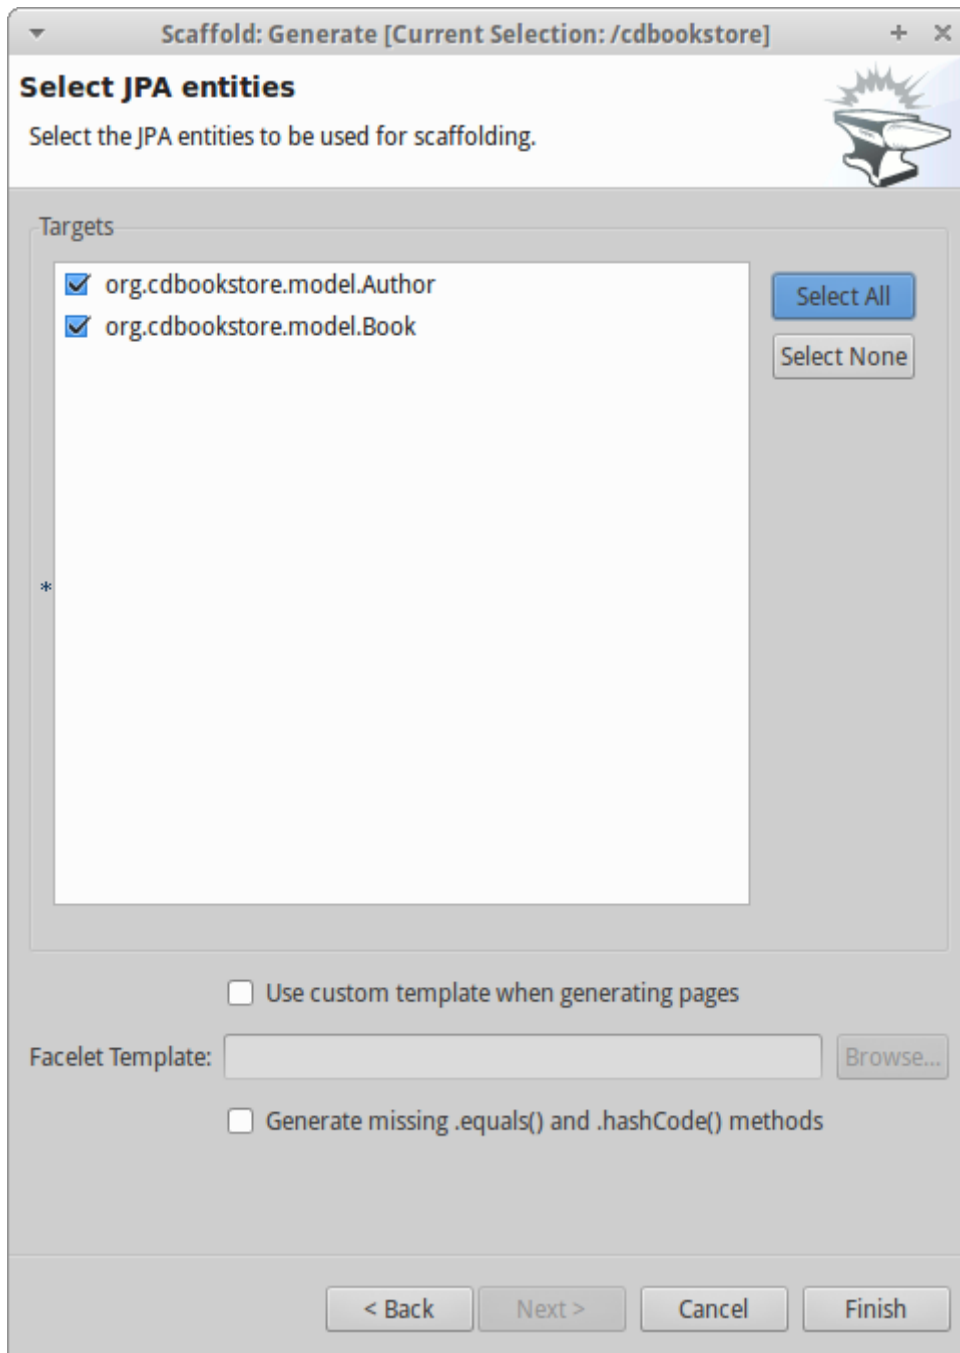 Scaffold: Generate [Current Selection: /cdbookstore]
Select JPA entities
Select the JPA entities to be used for scaffolding.
Targets
org.cdbookstore.model.Author
org.cdbookstore.model.Book
Select All
Select None
*
Use custom template when generating pages
Facelet Template:
Browse...
Generate missing .equals() and .hashCode() methods
< Back Next > Cancel Finish